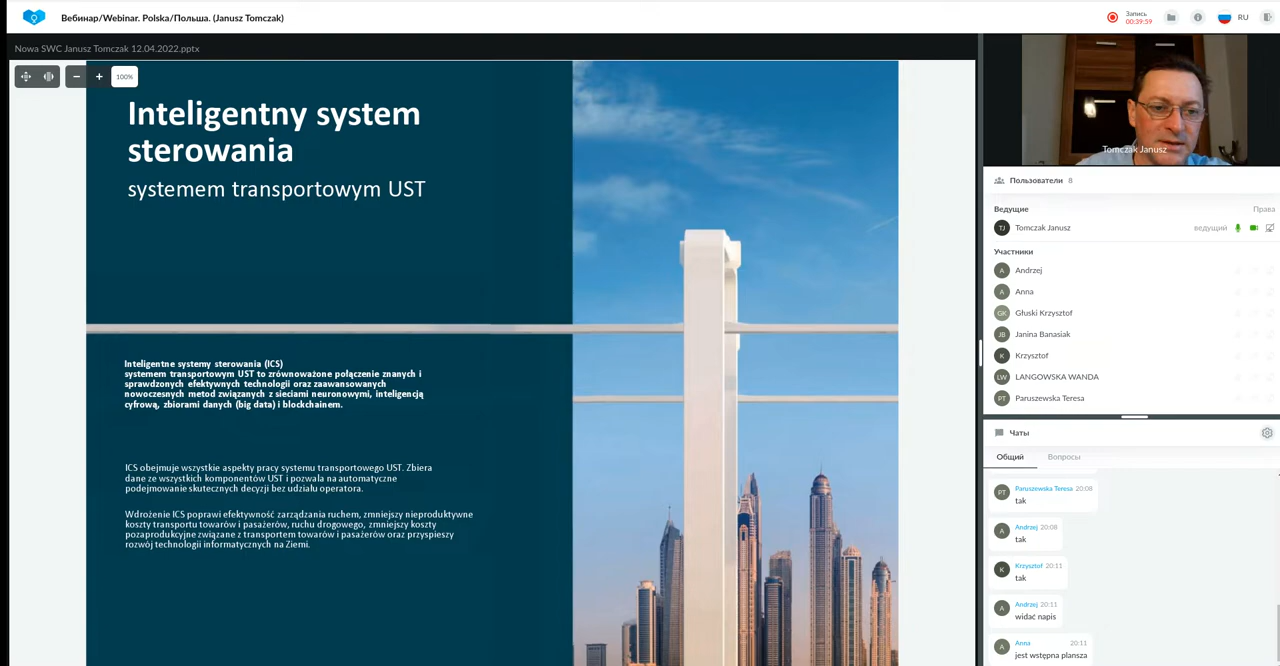 Вебинар/Webinar. Polska/Польша. (Janusz Tomczak)
Запись
00:39:59
RU
Nowa SWC Janusz Tomczak 12.04.2022.pptx
100%
Inteligentny system
sterowania
systemem transportowym UST
Inteligentne systemy sterowania (ICS)
systemem transportowym UST to zrównoważone połączenie znanych i
sprawdzonych efektywnych technologii oraz zaawansowanych
nowoczesnych metod związanych z sieciami neuronowymi, inteligencją
cyfrową, zbiorami danych (big data) i blockchainem.
ICS obejmuje wszystkie aspekty pracy systemu transportowego UST. Zbiera
dane ze wszystkich komponentów UST i pozwala na automatyczne
podejmowanie skutecznych decyzji bez udziału operatora.
Wdrożenie ICS poprawi efektywność zarządzania ruchem, zmniejszy nieproduktywne
koszty transportu towarów i pasażerów, ruchu drogowego, zmniejszy koszty
pozaprodukcyjne związane z transportem towarów i pasażerów oraz przyspieszy
rozwój technologii informatycznych na Ziemi.
Tomczak Janusz
Пользователи 8
Ведущие Права
TJ Tomczak Janusz ведущий
Участники
A Andrzej
A Anna
GK Głuski Krzysztof
JB Janina Banasiak
K Krzysztof
LW LANGOWSKA WANDA
PT Paruszewska Teresa
Чаты
Общий Вопросы
PT Paruszewska Teresa 20:08
tak
A Andrzej 20:08
tak
K Krzysztof 20:11
tak
A Andrzej 20:11
widać napis
A Anna 20:11
jest wstępna plansza